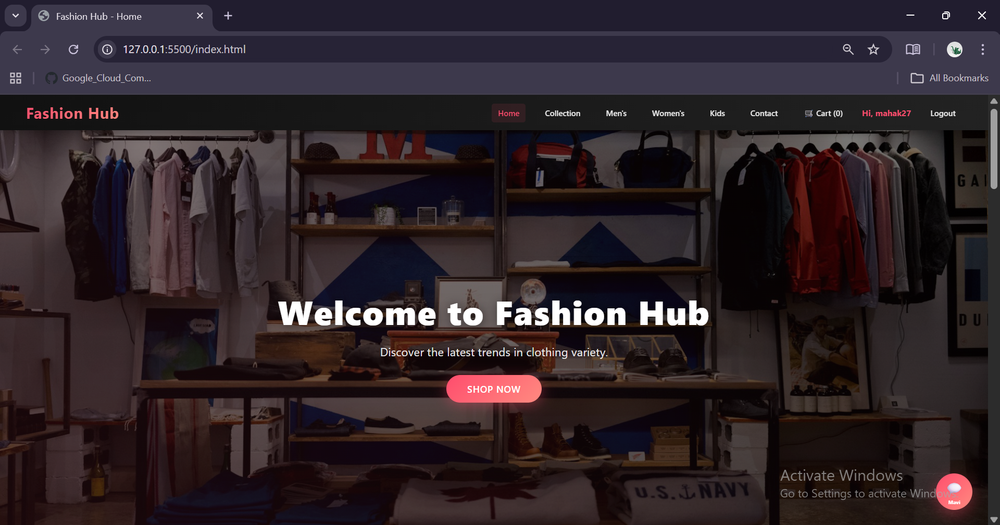 Fashion Hub - Home
127.0.0.1:5500/index.html
Google_Cloud_Com...
All Bookmarks
Fashion Hub
Home
Collection
Men's
Women's
Kids
Contact
🛒 Cart (0)
Hi, mahak27
Logout
M
GAI
DU
Welcome to Fashion Hub
Discover the latest trends in clothing variety.
SHOP NOW
U.S. NAVY
Activate Windows
Go to Settings to activate Windows.
Mavi